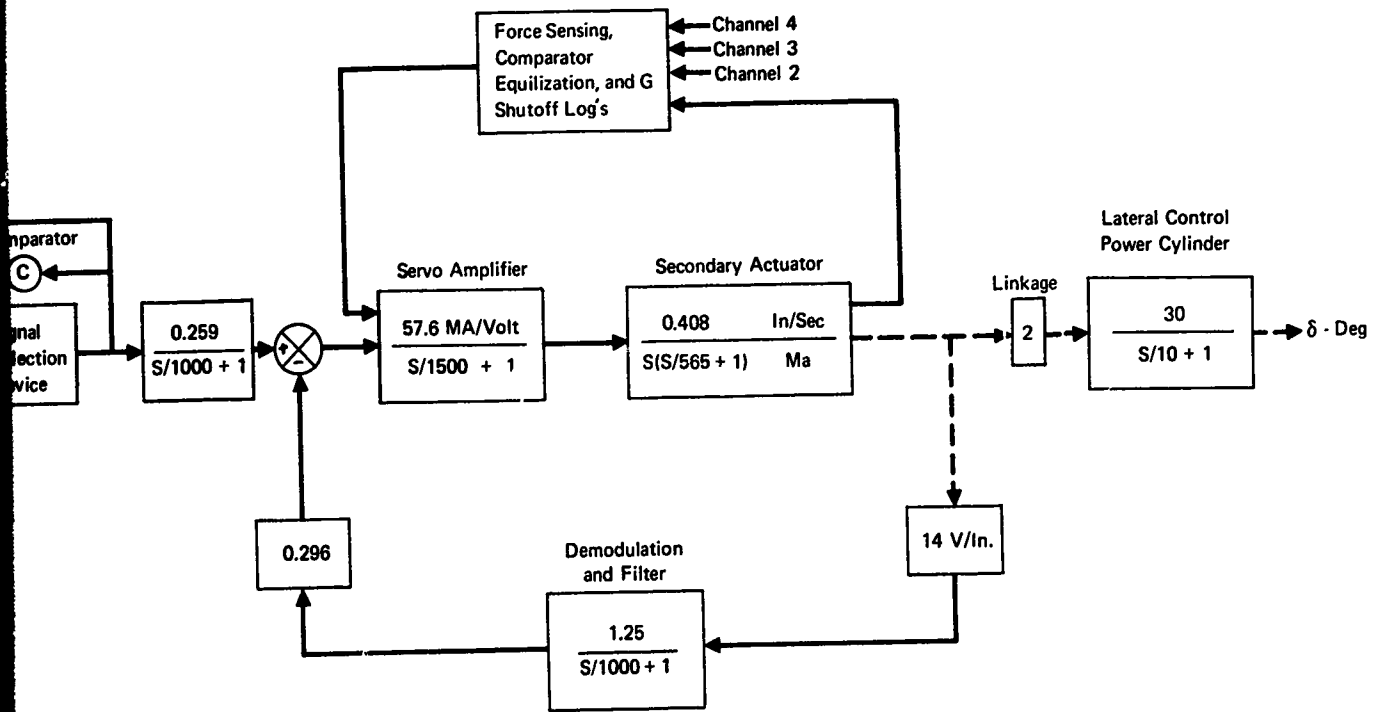 Force Sensing,
Comparator
Equilization, and G
Shutoff Log's
Channel 4
Channel 3
Channel 2
C
0.259
S/1000 + 1
+
-
Servo Amplifier
57.6 MA/Volt
S/1500 + 1
Secondary Actuator
0.408 In/Sec
S(S/565 + 1) Ma
Linkage
2
Lateral Control
Power Cylinder
30
S/10 + 1
δ - Deg
0.296
Demodulation
and Filter
1.25
S/1000 + 1
14 V/In.